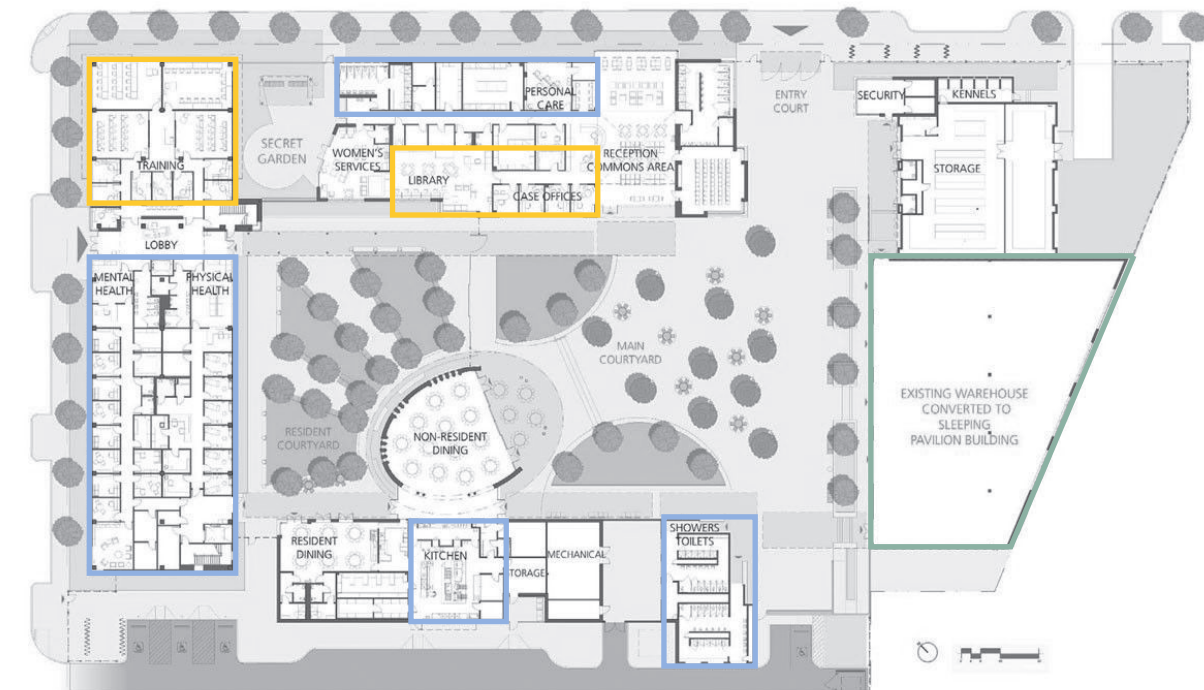 PERSONAL
CARE
ENTRY
COURT
SECURITY
KENNELS
TRAINING
SECRET
GARDEN
WOMEN'S
SERVICES
LIBRARY
CASE OFFICES
RECEPTION
COMMONS AREA
STORAGE
LOBBY
MENTAL
HEALTH
PHYSICAL
HEALTH
MAIN
COURTYARD
RESIDENT
COURTYARD
NON-RESIDENT
DINING
EXISTING WAREHOUSE
CONVERTED TO
SLEEPING
PAVILION BUILDING
RESIDENT
DINING
KITCHEN
TORAGE
MECHANICAL
SHOWERS
TOILETS